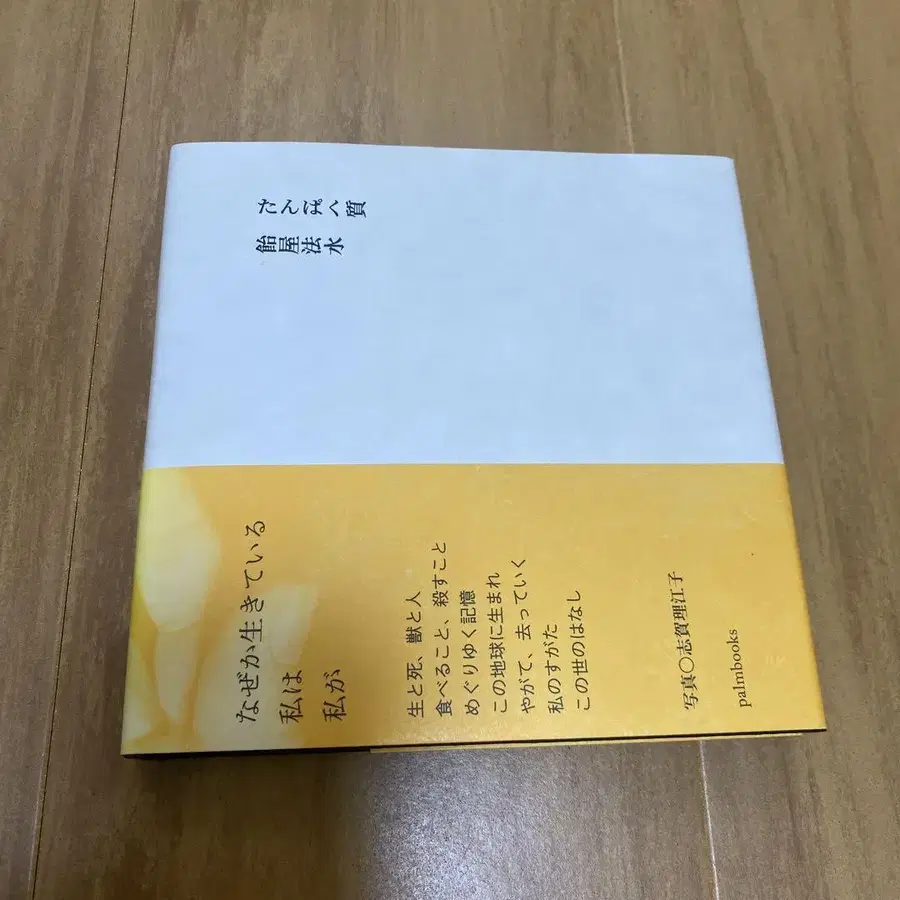 たんぱく質
飴屋法水
私が
私は
なぜか生きている
生と死、獣と人
食べること、殺すこと
めぐりゆく記憶
この地球に生まれ
やがて、去っていく
私のすがた
この世のはなし
写真○志賀理江子
palmbooks